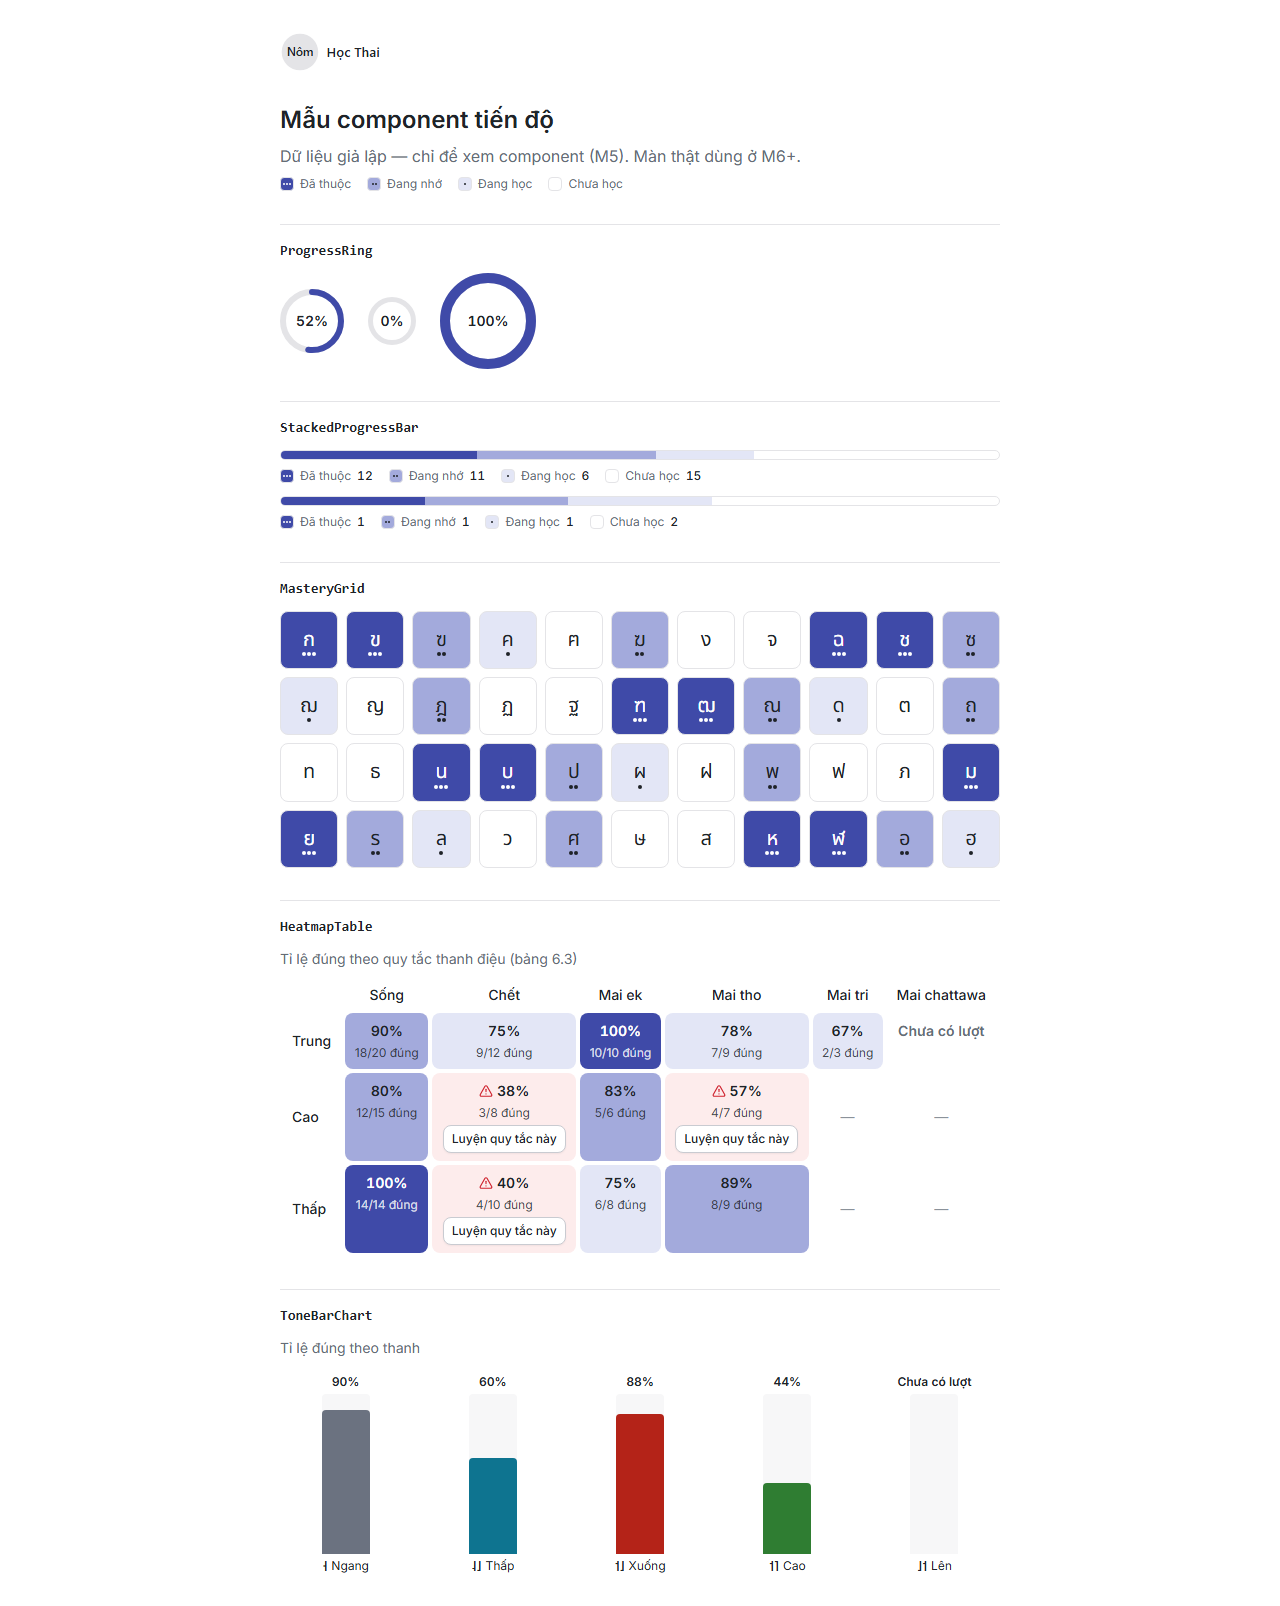 Nôm Học Thai
Mẫu component tiến độ
Dữ liệu giả lập — chỉ để xem component (M5). Màn thật dùng ở M6+.
Đã thuộc Đang nhớ Đang học Chưa học
ProgressRing
52% 0% 100%
StackedProgressBar
Đã thuộc 12 Đang nhớ 11 Đang học 6 Chưa học 15
Đã thuộc 1 Đang nhớ 1 Đang học 1 Chưa học 2
MasteryGrid
ก ข ฃ ค ฅ ฆ ง จ ฉ ช ซ
ฌ ญ ฎ ฏ ฐ ฑ ฒ ณ ด ต ถ
ท ธ น บ ป ผ ฝ พ ฟ ภ ม
ย ร ล ว ศ ษ ส ห ฬ อ ฮ
HeatmapTable
Tỉ lệ đúng theo quy tắc thanh điệu (bảng 6.3)
Sống Chết Mai ek Mai tho Mai tri Mai chattawa
Trung 90% 75% 100% 78% 67% Chưa có lượt
18/20 đúng 9/12 đúng 10/10 đúng 7/9 đúng 2/3 đúng
Cao 80% 38% 83% 57% — —
12/15 đúng 3/8 đúng 5/6 đúng 4/7 đúng
Luyện quy tắc này Luyện quy tắc này
Thấp 100% 40% 75% 89% — —
14/14 đúng 4/10 đúng 6/8 đúng 8/9 đúng
Luyện quy tắc này
ToneBarChart
Tỉ lệ đúng theo thanh
90% 60% 88% 44% Chưa có lượt
˧ Ngang ˨˩ Thấp ˥˩ Xuống ˦˥ Cao ˩˥ Lên